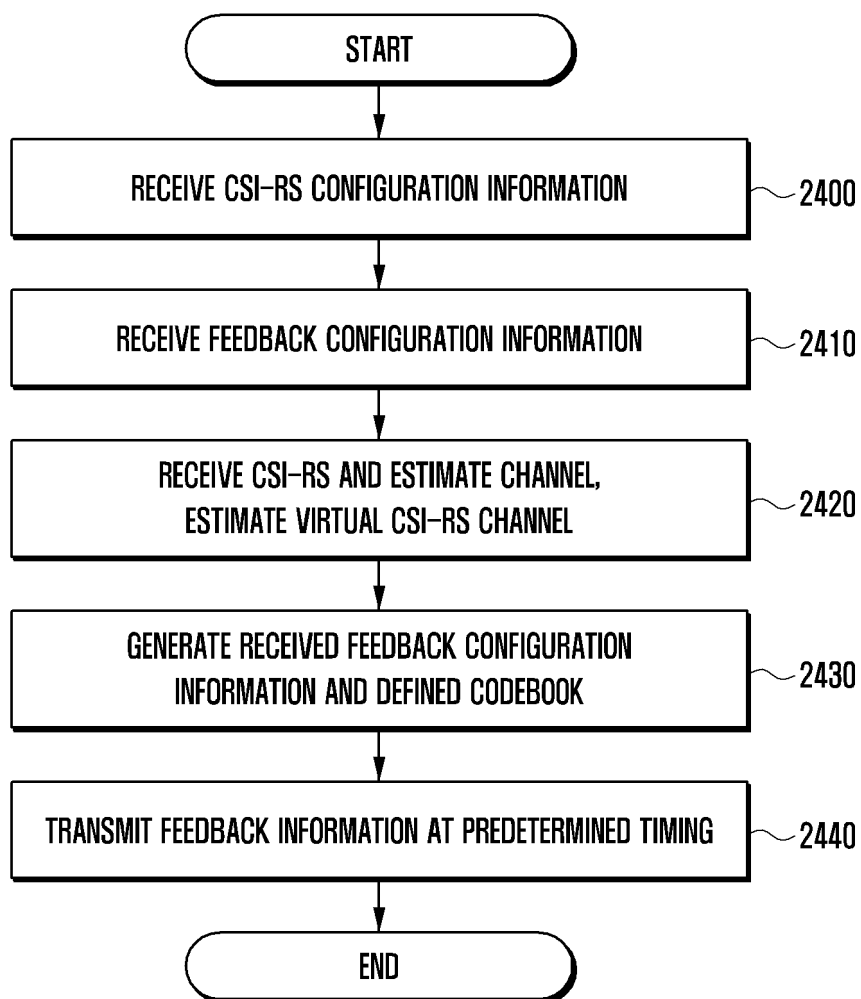 START
RECEIVE CSI-RS CONFIGURATION INFORMATION
2400
RECEIVE FEEDBACK CONFIGURATION INFORMATION
2410
RECEIVE CSI-RS AND ESTIMATE CHANNEL,
ESTIMATE VIRTUAL CSI-RS CHANNEL
2420
GENERATE RECEIVED FEEDBACK CONFIGURATION
INFORMATION AND DEFINED CODEBOOK
2430
TRANSMIT FEEDBACK INFORMATION AT PREDETERMINED TIMING
2440
END